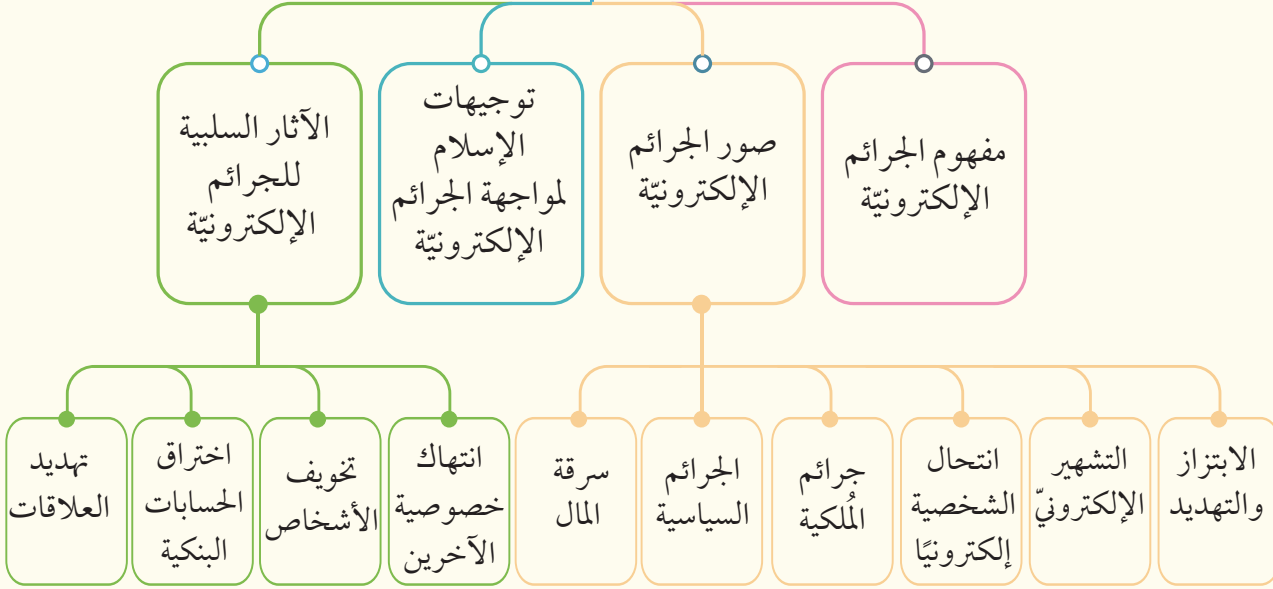 مفهوم الجرائم
الإلكترونيّة
صور الجرائم
الإلكترونيّة
توجيهات
الإسلام
لمواجهة الجرائم
الإلكترونيّة
الآثار السلبية
للجرائم
الإلكترونيّة
الابتزاز
والتهديد
التشهير
الإلكترونيّ
انتحال
الشخصية
إلكترونيًا
جرائم
المُلكية
الجرائم
السياسية
سرقة
المال
انتهاك
خصوصية
الآخرين
تخويف
الأشخاص
اختراق
الحسابات
البنكية
تهديد
العلاقات